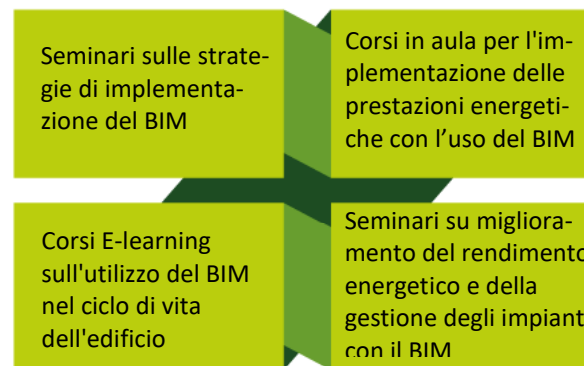 Seminari sulle strate-
gie di implementa-
zione del BIM
Corsi in aula per l'im-
plementazione delle
prestazioni energeti-
che con l’uso del BIM
Corsi E-learning
sull'utilizzo del BIM
nel ciclo di vita
dell'edificio
Seminari su migliora-
mento del rendimento
energetico e della
gestione degli impiant
con il BIM